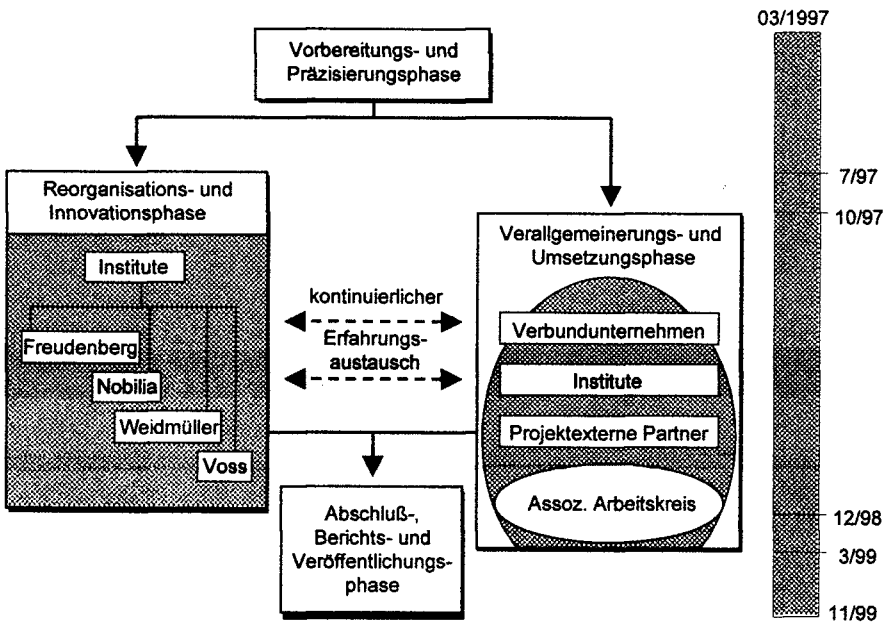 03/1997
Vorbereitungs- und
Präzisierungsphase
Reorganisations- und
Innovationsphase
Institute
Freudenberg
Nobilia
Weidmüller
Voss
kontinuierlicher
Erfahrungs-
austausch
Verallgemeinerungs- und
Umsetzungsphase
Verbundunternehmen
Institute
Projektexterne Partner
Assoz. Arbeitskreis
Abschluß-,
Berichts- und
Veröffentlichungs-
phase
7/97
10/97
12/98
3/99
11/99